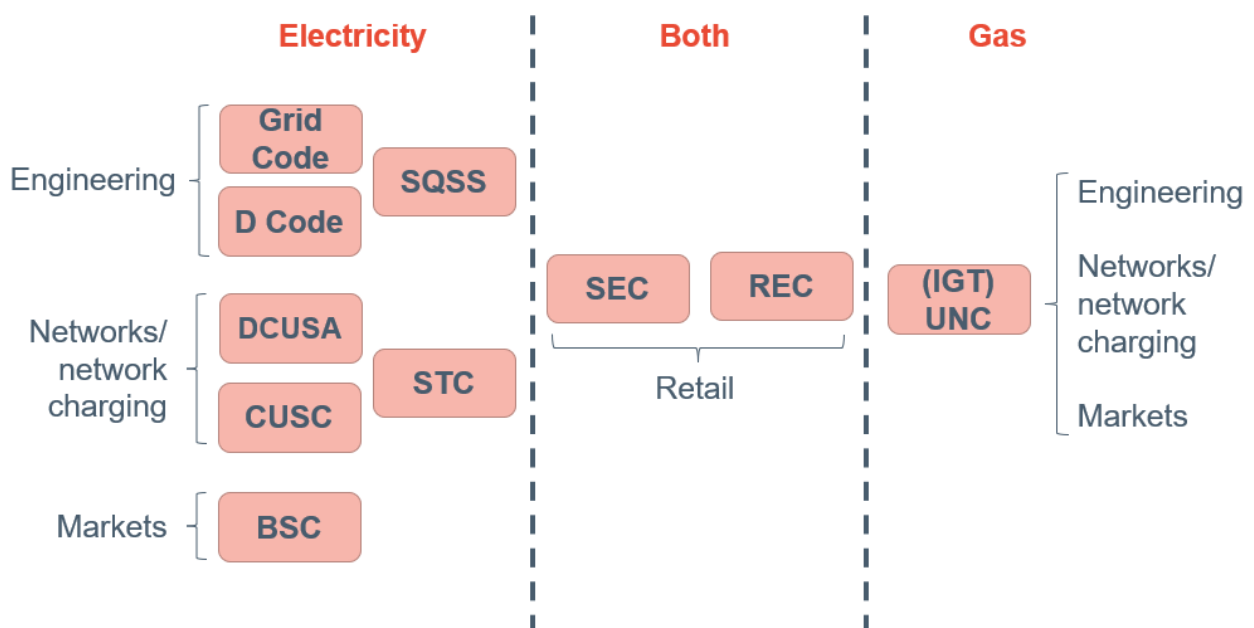 Electricity
Both
Gas
Engineering
Grid
Code
D Code
SQSS
Networks/
network
charging
DCUSA
CUSC
STC
Markets
BSC
SEC
REC
Retail
(IGT)
UNC
Engineering
Networks/
network
charging
Markets